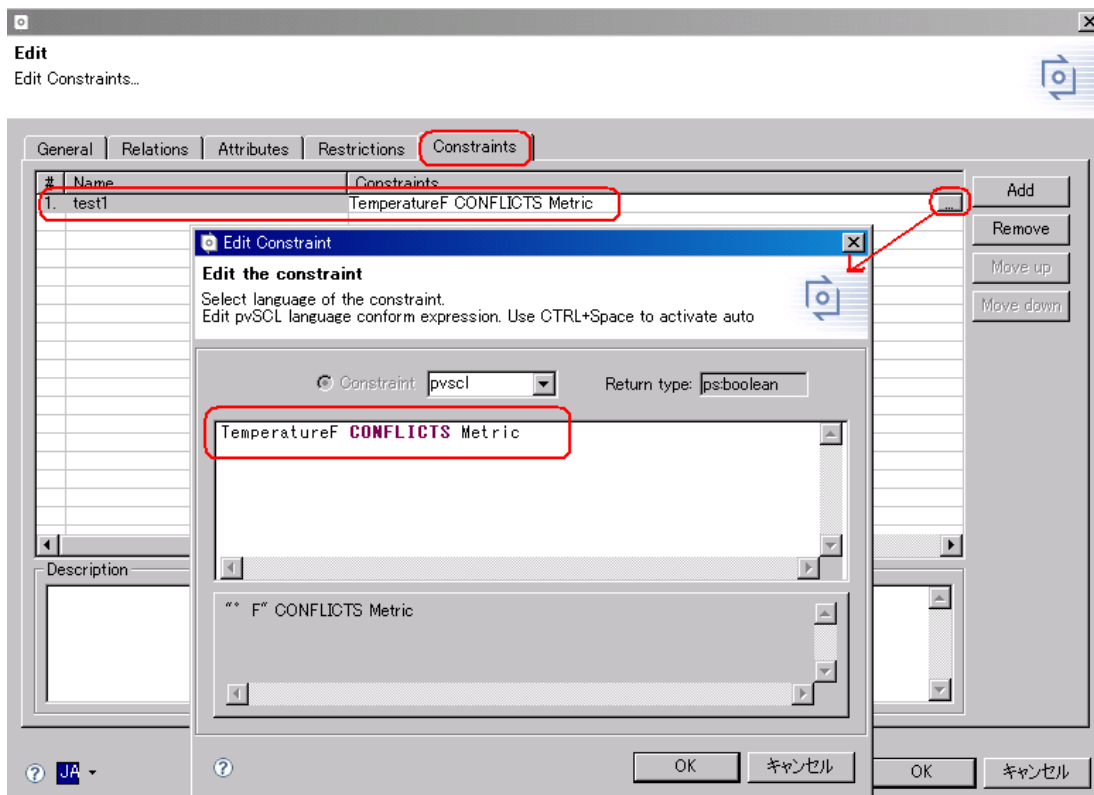 Edit
Edit Constraints...
General Relations Attributes Restrictions Constraints
# Name Constraints
1. test1 TemperatureF CONFLICTS Metric ...
Add
Remove
Move up
Move down
Edit Constraint
Edit the constraint
Select language of the constraint.
Edit pvSCL language conform expression. Use CTRL+Space to activate auto
Constraint pvscl Return type: ps:boolean
TemperatureF CONFLICTS Metric
"° F" CONFLICTS Metric
Description
OK キャンセル
JA
OK キャンセル